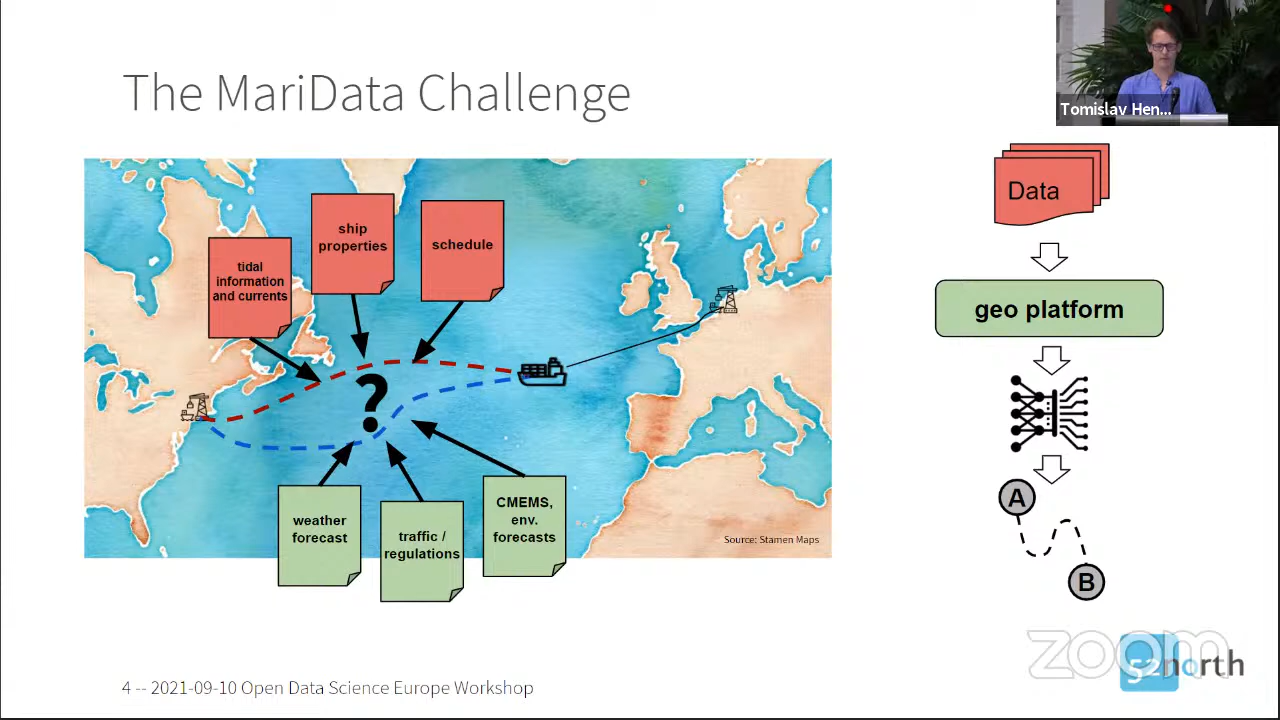 The MariData Challenge
Tomislav Hen...
ship
properties
schedule
tidal
information
and currents
?
weather
forecast
traffic /
regulations
CMEMS,
env.
forecasts
Source: Stamen Maps
Data
geo platform
A
B
zoom
52north
4 -- 2021-09-10 Open Data Science Europe Workshop